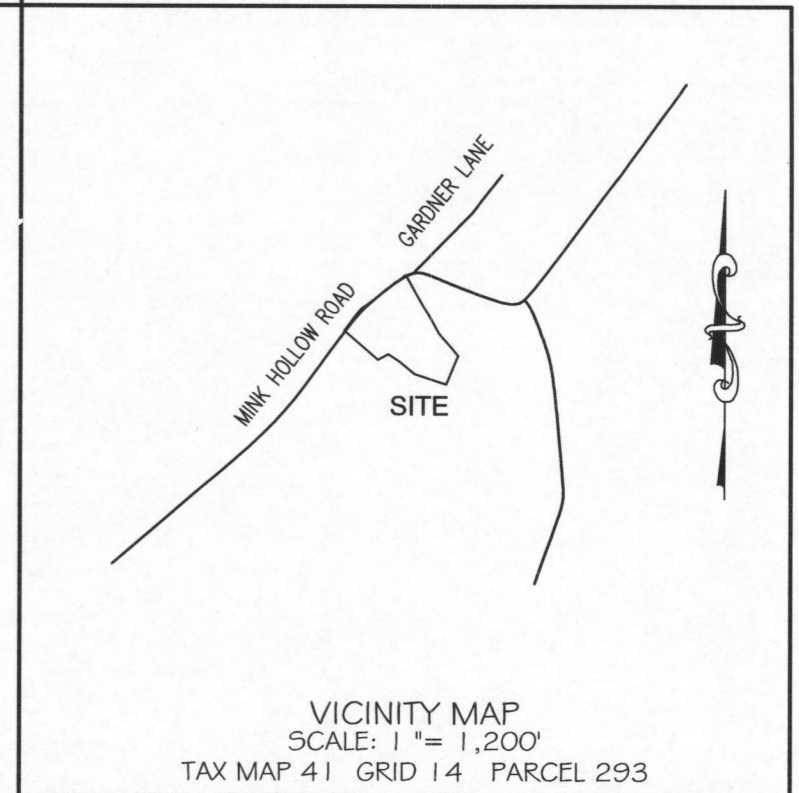 GARDNER LANE
MINK HOLLOW ROAD
SITE
VICINITY MAP
SCALE: 1 "= 1,200'
TAX MAP 41 GRID 14 PARCEL 293